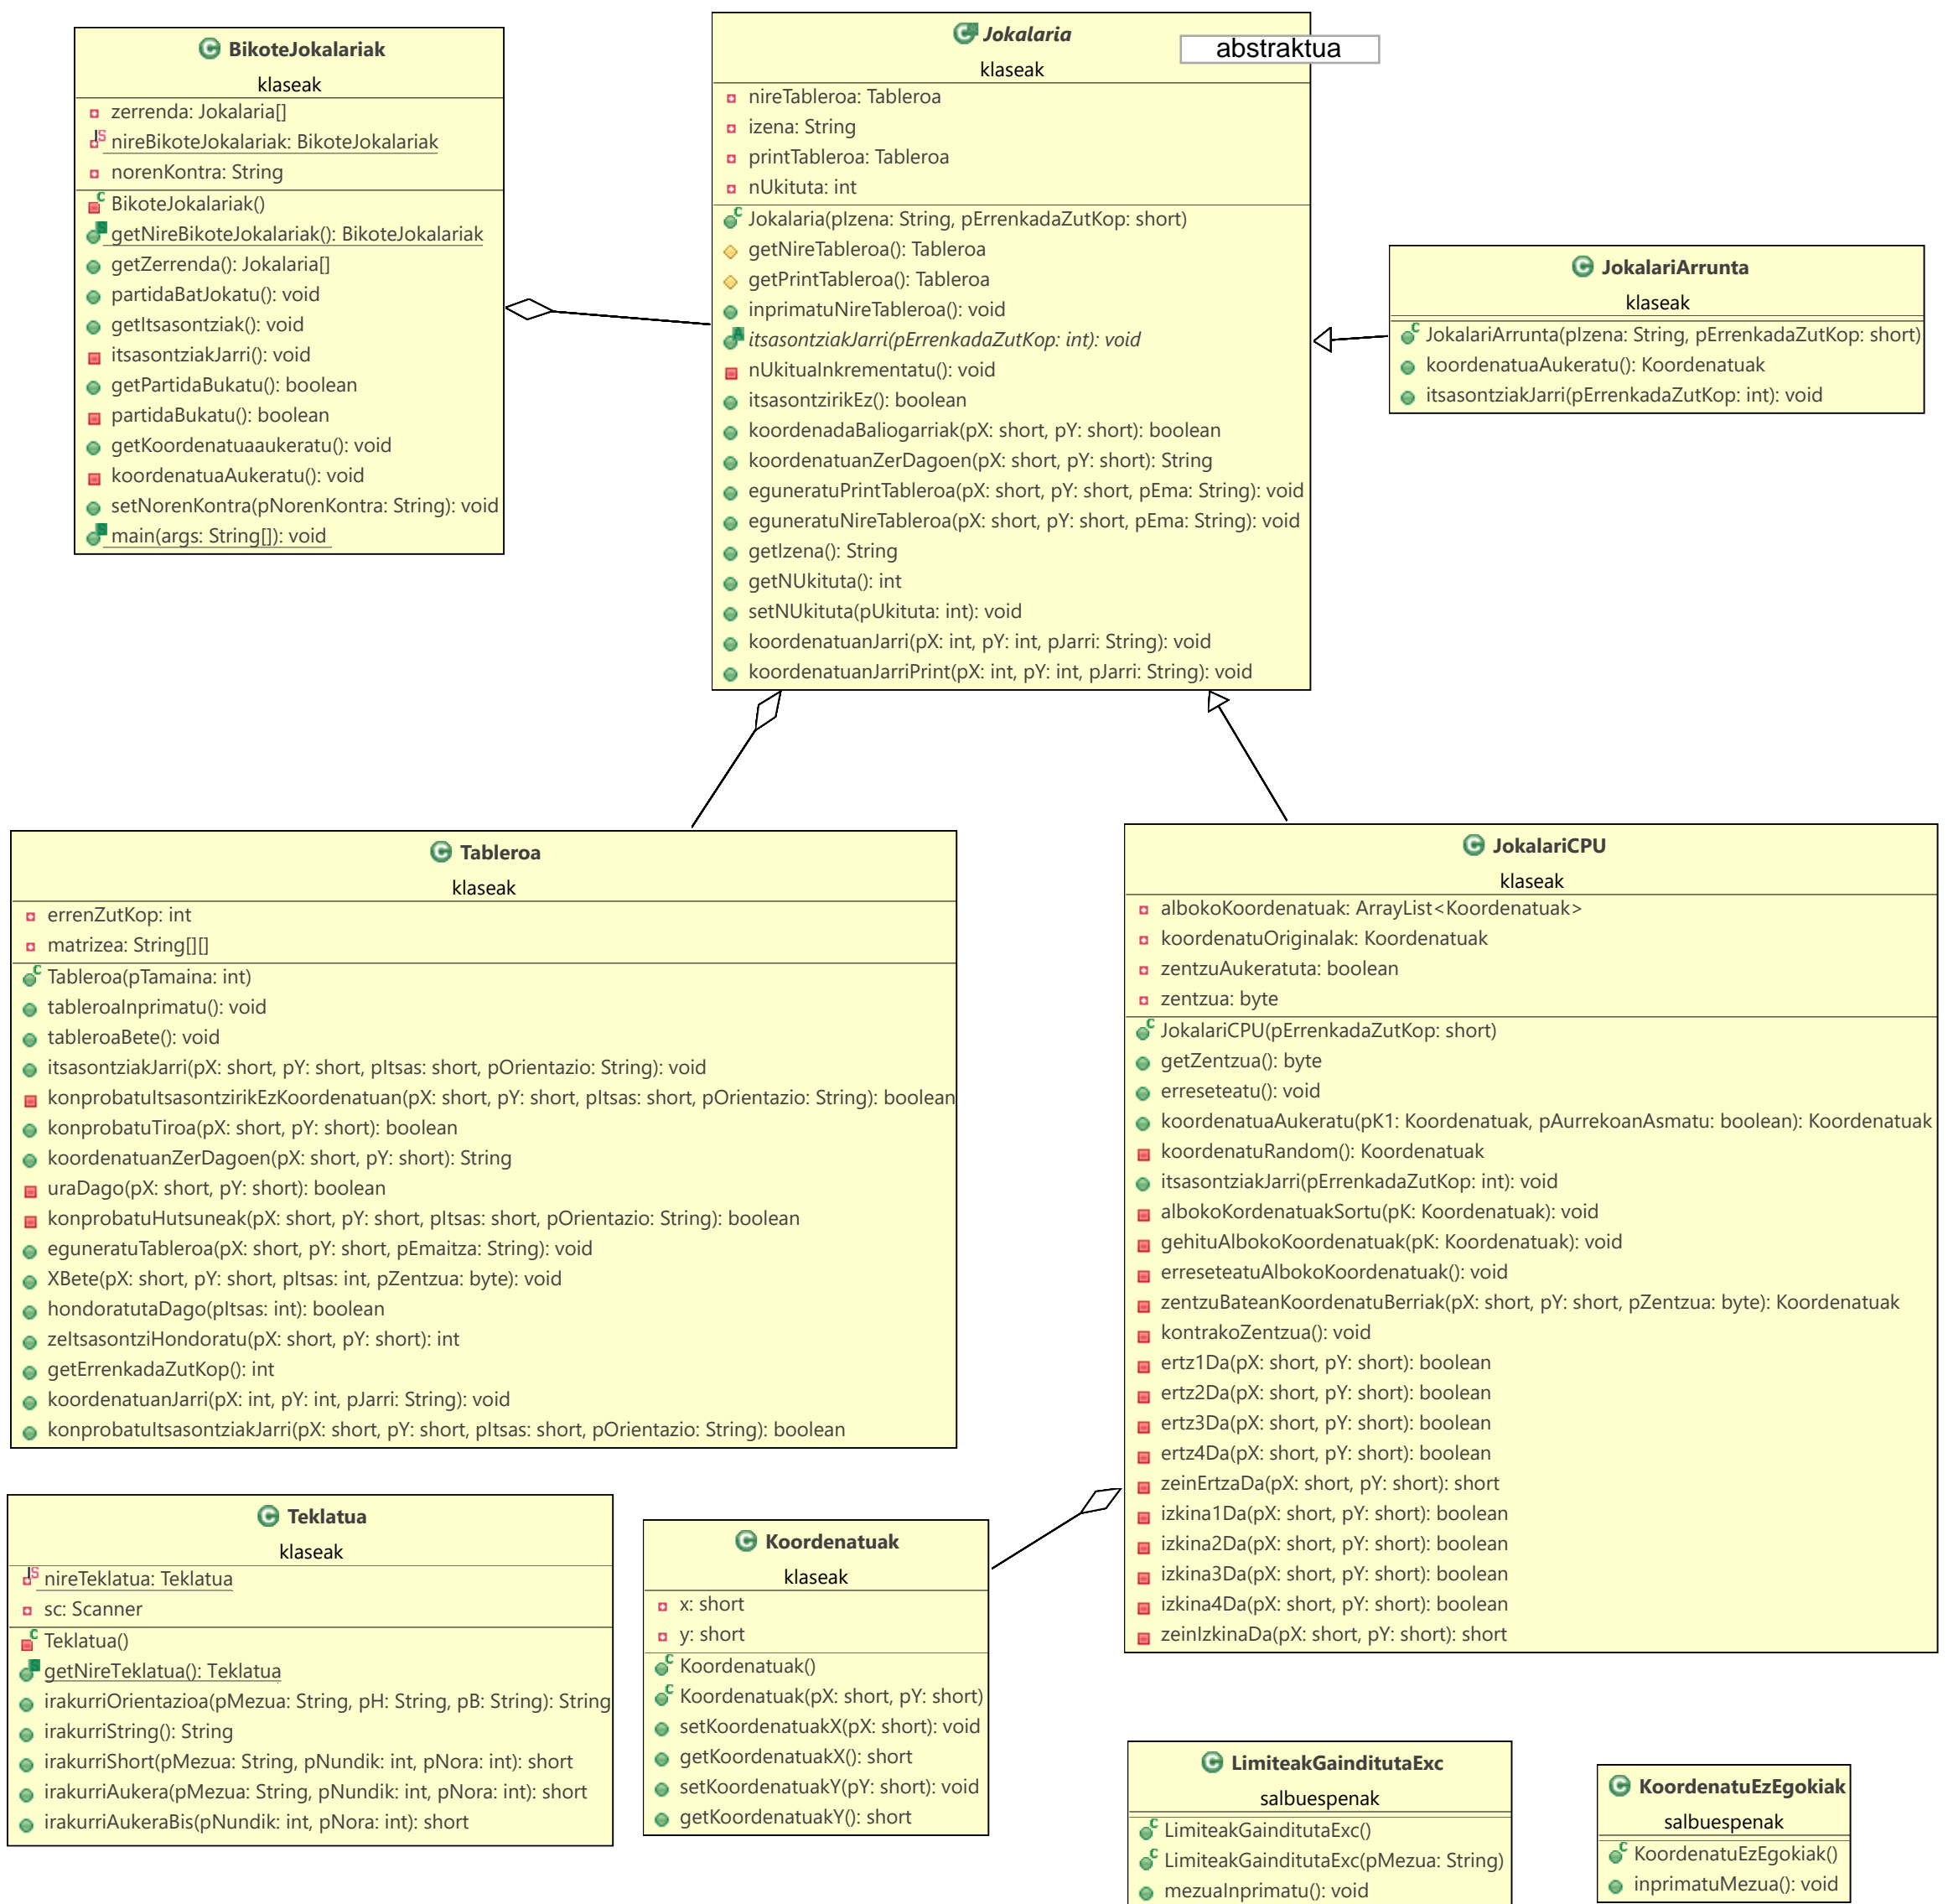 BikoteJokalariak
klaseak
zerrenda: Jokalaria[]
nireBikoteJokalariak: BikoteJokalariak
norenKontra: String
BikoteJokalariak()
getNireBikoteJokalariak(): BikoteJokalariak
getZerrenda(): Jokalaria[]
partidaBatJokatu(): void
getItsasontziak(): void
itsasontziakJarri(): void
getPartidaBukatu(): boolean
partidaBukatu(): boolean
getKoordenatuaaukeratu(): void
koordenatuaAukeratu(): void
setNorenKontra(pNorenKontra: String): void
main(args: String[]): void
Jokalaria
abstraktua
klaseak
nireTableroa: Tableroa
izena: String
printTableroa: Tableroa
nUkituta: int
Jokalaria(pIzena: String, pErrenkadaZutKop: short)
getNireTableroa(): Tableroa
getPrintTableroa(): Tableroa
inprimatuNireTableroa(): void
itsasontziakJarri(pErrenkadaZutKop: int): void
nUkituaInkrementatu(): void
itsasontzirikEz(): boolean
koordenadaBaliogarriak(pX: short, pY: short): boolean
koordenatuanZerDagoen(pX: short, pY: short): String
eguneratuPrintTableroa(pX: short, pY: short, pEma: String): void
eguneratuNireTableroa(pX: short, pY: short, pEma: String): void
getIzena(): String
getNUkituta(): int
setNUkituta(pUkituta: int): void
koordenatuanJarri(pX: int, pY: int, pJarri: String): void
koordenatuanJarriPrint(pX: int, pY: int, pJarri: String): void
JokalariArrunta
klaseak
JokalariArrunta(pIzena: String, pErrenkadaZutKop: short)
koordenatuaAukeratu(): Koordenatuak
itsasontziakJarri(pErrenkadaZutKop: int): void
Tableroa
klaseak
errenZutKop: int
matrizea: String[][]
Tableroa(pTamaina: int)
tableroaInprimatu(): void
tableroaBete(): void
itsasontziakJarri(pX: short, pY: short, pItsas: short, pOrientazio: String): void
konprobatuItsasontzirikEzKoordenatuan(pX: short, pY: short, pItsas: short, pOrientazio: String): boolean
konprobatuTiroa(pX: short, pY: short): boolean
koordenatuanZerDagoen(pX: short, pY: short): String
uraDago(pX: short, pY: short): boolean
konprobatuHutsuneak(pX: short, pY: short, pItsas: short, pOrientazio: String): boolean
eguneratuTableroa(pX: short, pY: short, pEmaitza: String): void
XBete(pX: short, pY: short, pItsas: int, pZentzua: byte): void
hondoratutaDago(pItsas: int): boolean
zeItsasontziHondoratu(pX: short, pY: short): int
getErrenkadaZutKop(): int
koordenatuanJarri(pX: int, pY: int, pJarri: String): void
konprobatuItsasontziakJarri(pX: short, pY: short, pItsas: short, pOrientazio: String): boolean
JokalariCPU
klaseak
albokoKoordenatuak: ArrayList<Koordenatuak>
koordenatuOriginalak: Koordenatuak
zentzuAukeratuta: boolean
zentzua: byte
JokalariCPU(pErrenkadaZutKop: short)
getZentzua(): byte
erreseteatu(): void
koordenatuaAukeratu(pK1: Koordenatuak, pAurrekoanAsmatu: boolean): Koordenatuak
koordenatuRandom(): Koordenatuak
itsasontziakJarri(pErrenkadaZutKop: int): void
albokoKordenatuakSortu(pK: Koordenatuak): void
gehituAlbokoKoordenatuak(pK: Koordenatuak): void
erreseteatuAlbokoKoordenatuak(): void
zentzuBateanKoordenatuBerriak(pX: short, pY: short, pZentzua: byte): Koordenatuak
kontrakoZentzua(): void
ertz1Da(pX: short, pY: short): boolean
ertz2Da(pX: short, pY: short): boolean
ertz3Da(pX: short, pY: short): boolean
ertz4Da(pX: short, pY: short): boolean
zeinErtzaDa(pX: short, pY: short): short
izkina1Da(pX: short, pY: short): boolean
izkina2Da(pX: short, pY: short): boolean
izkina3Da(pX: short, pY: short): boolean
izkina4Da(pX: short, pY: short): boolean
zeinIzkinaDa(pX: short, pY: short): short
Teklatua
klaseak
nireTeklatua: Teklatua
sc: Scanner
Teklatua()
getNireTeklatua(): Teklatua
irakurriOrientazioa(pMezua: String, pH: String, pB: String): String
irakurriString(): String
irakurriShort(pMezua: String, pNundik: int, pNora: int): short
irakurriAukera(pMezua: String, pNundik: int, pNora: int): short
irakurriAukeraBis(pNundik: int, pNora: int): short
Koordenatuak
klaseak
x: short
y: short
Koordenatuak()
Koordenatuak(pX: short, pY: short)
setKoordenatuakX(pX: short): void
getKoordenatuakX(): short
setKoordenatuakY(pY: short): void
getKoordenatuakY(): short
LimiteakGaindituta​Exc
salbuespenak
LimiteakGaindituta​Exc()
LimiteakGaindituta​Exc(pMezua: String)
mezuaInprimatu(): void
KoordenatuEzEgokiak
salbuespenak
KoordenatuEzEgokiak()
inprimatuMezua(): void